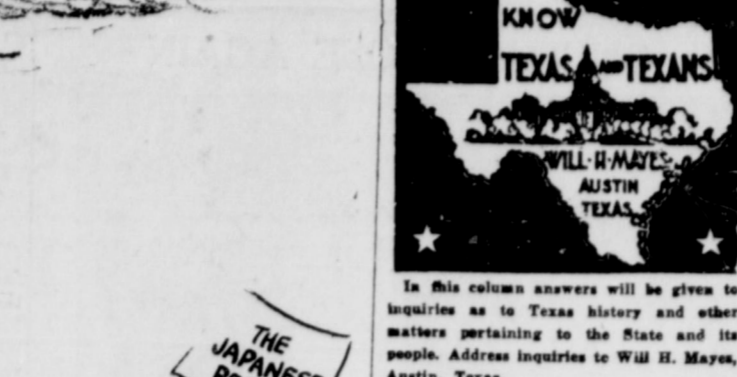 KNOW
TEXAS AND TEXANS
WILL·H·MAYES
AUSTIN
TEXAS
In this column answers will be given to
inquiries as to Texas history and other
matters pertaining to the State and its
people. Address inquiries to Will H. Mayes,
Austin, Texas
THE
JAPANESE